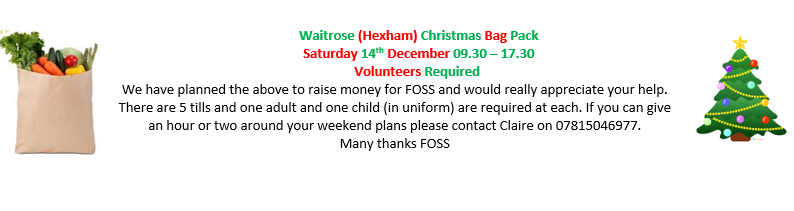 Waitrose (Hexham) Christmas Bag Pack
Saturday 14th December 09.30 – 17.30
Volunteers Required
We have planned the above to raise money for FOSS and would really appreciate your help.
There are 5 tills and one adult and one child (in uniform) are required at each. If you can give
an hour or two around your weekend plans please contact Claire on 07815046977.
Many thanks FOSS